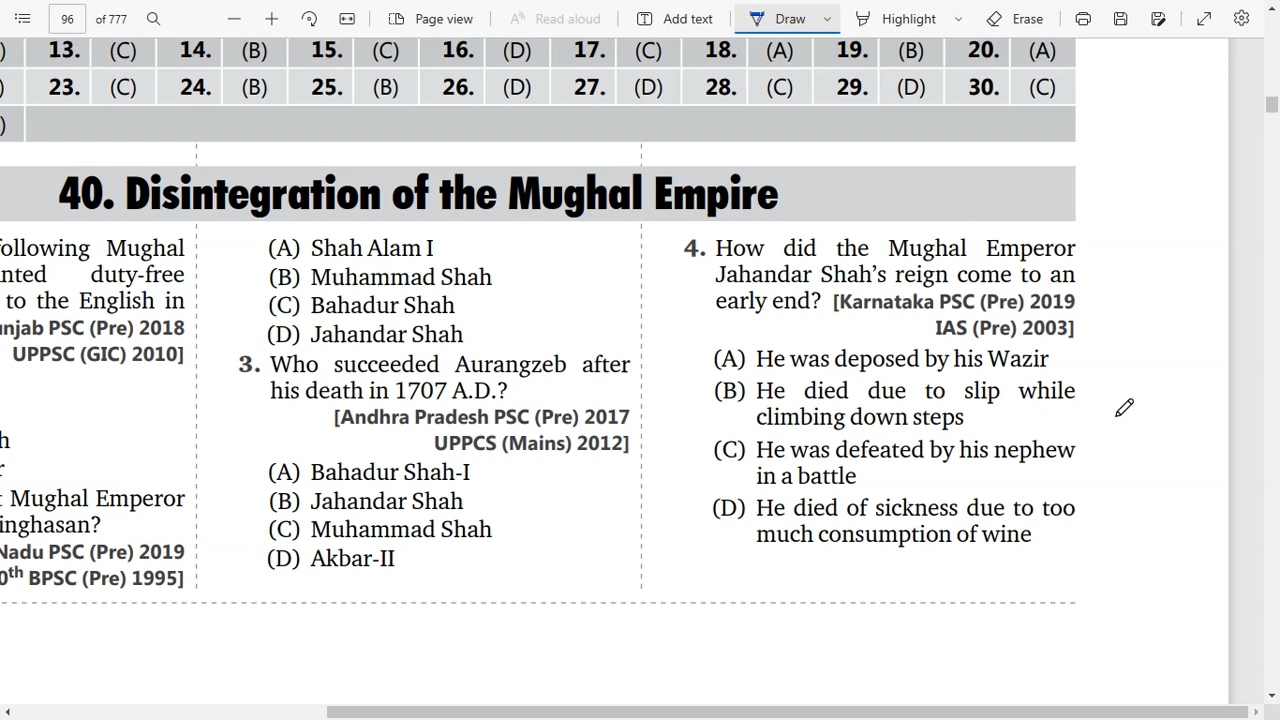 96 of 777 Page view Read aloud Add text Draw Highlight Erase
) 13. (C) 14. (B) 15. (C) 16. (D) 17. (C) 18. (A) 19. (B) 20. (A)
) 23. (C) 24. (B) 25. (B) 26. (D) 27. (D) 28. (C) 29. (D) 30. (C)
)
40. Disintegration of the Mughal Empire
following Mughal
nted duty-free
to the English in
unjab PSC (Pre) 2018
UPPSC (GIC) 2010]
h
r
t Mughal Emperor
inghasan?
Nadu PSC (Pre) 2019
0th BPSC (Pre) 1995]
(A) Shah Alam I
(B) Muhammad Shah
(C) Bahadur Shah
(D) Jahandar Shah
3. Who succeeded Aurangzeb after
his death in 1707 A.D.?
[Andhra Pradesh PSC (Pre) 2017
UPPCS (Mains) 2012]
(A) Bahadur Shah-I
(B) Jahandar Shah
(C) Muhammad Shah
(D) Akbar-II
4. How did the Mughal Emperor
Jahandar Shah's reign come to an
early end? [Karnataka PSC (Pre) 2019
IAS (Pre) 2003]
(A) He was deposed by his Wazir
(B) He died due to slip while
climbing down steps
(C) He was defeated by his nephew
in a battle
(D) He died of sickness due to too
much consumption of wine